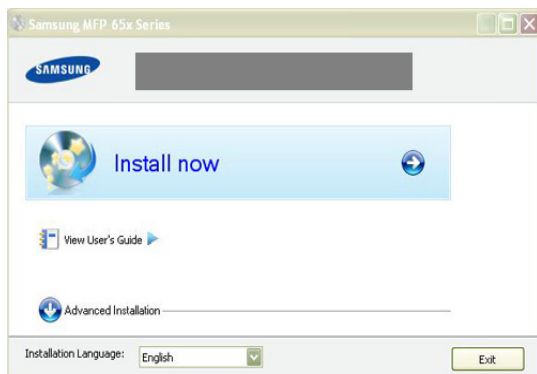 Samsung MFP 65x Series
SAMSUNG
Install now
View User's Guide
Advanced Installation
Installation Language: English
Exit